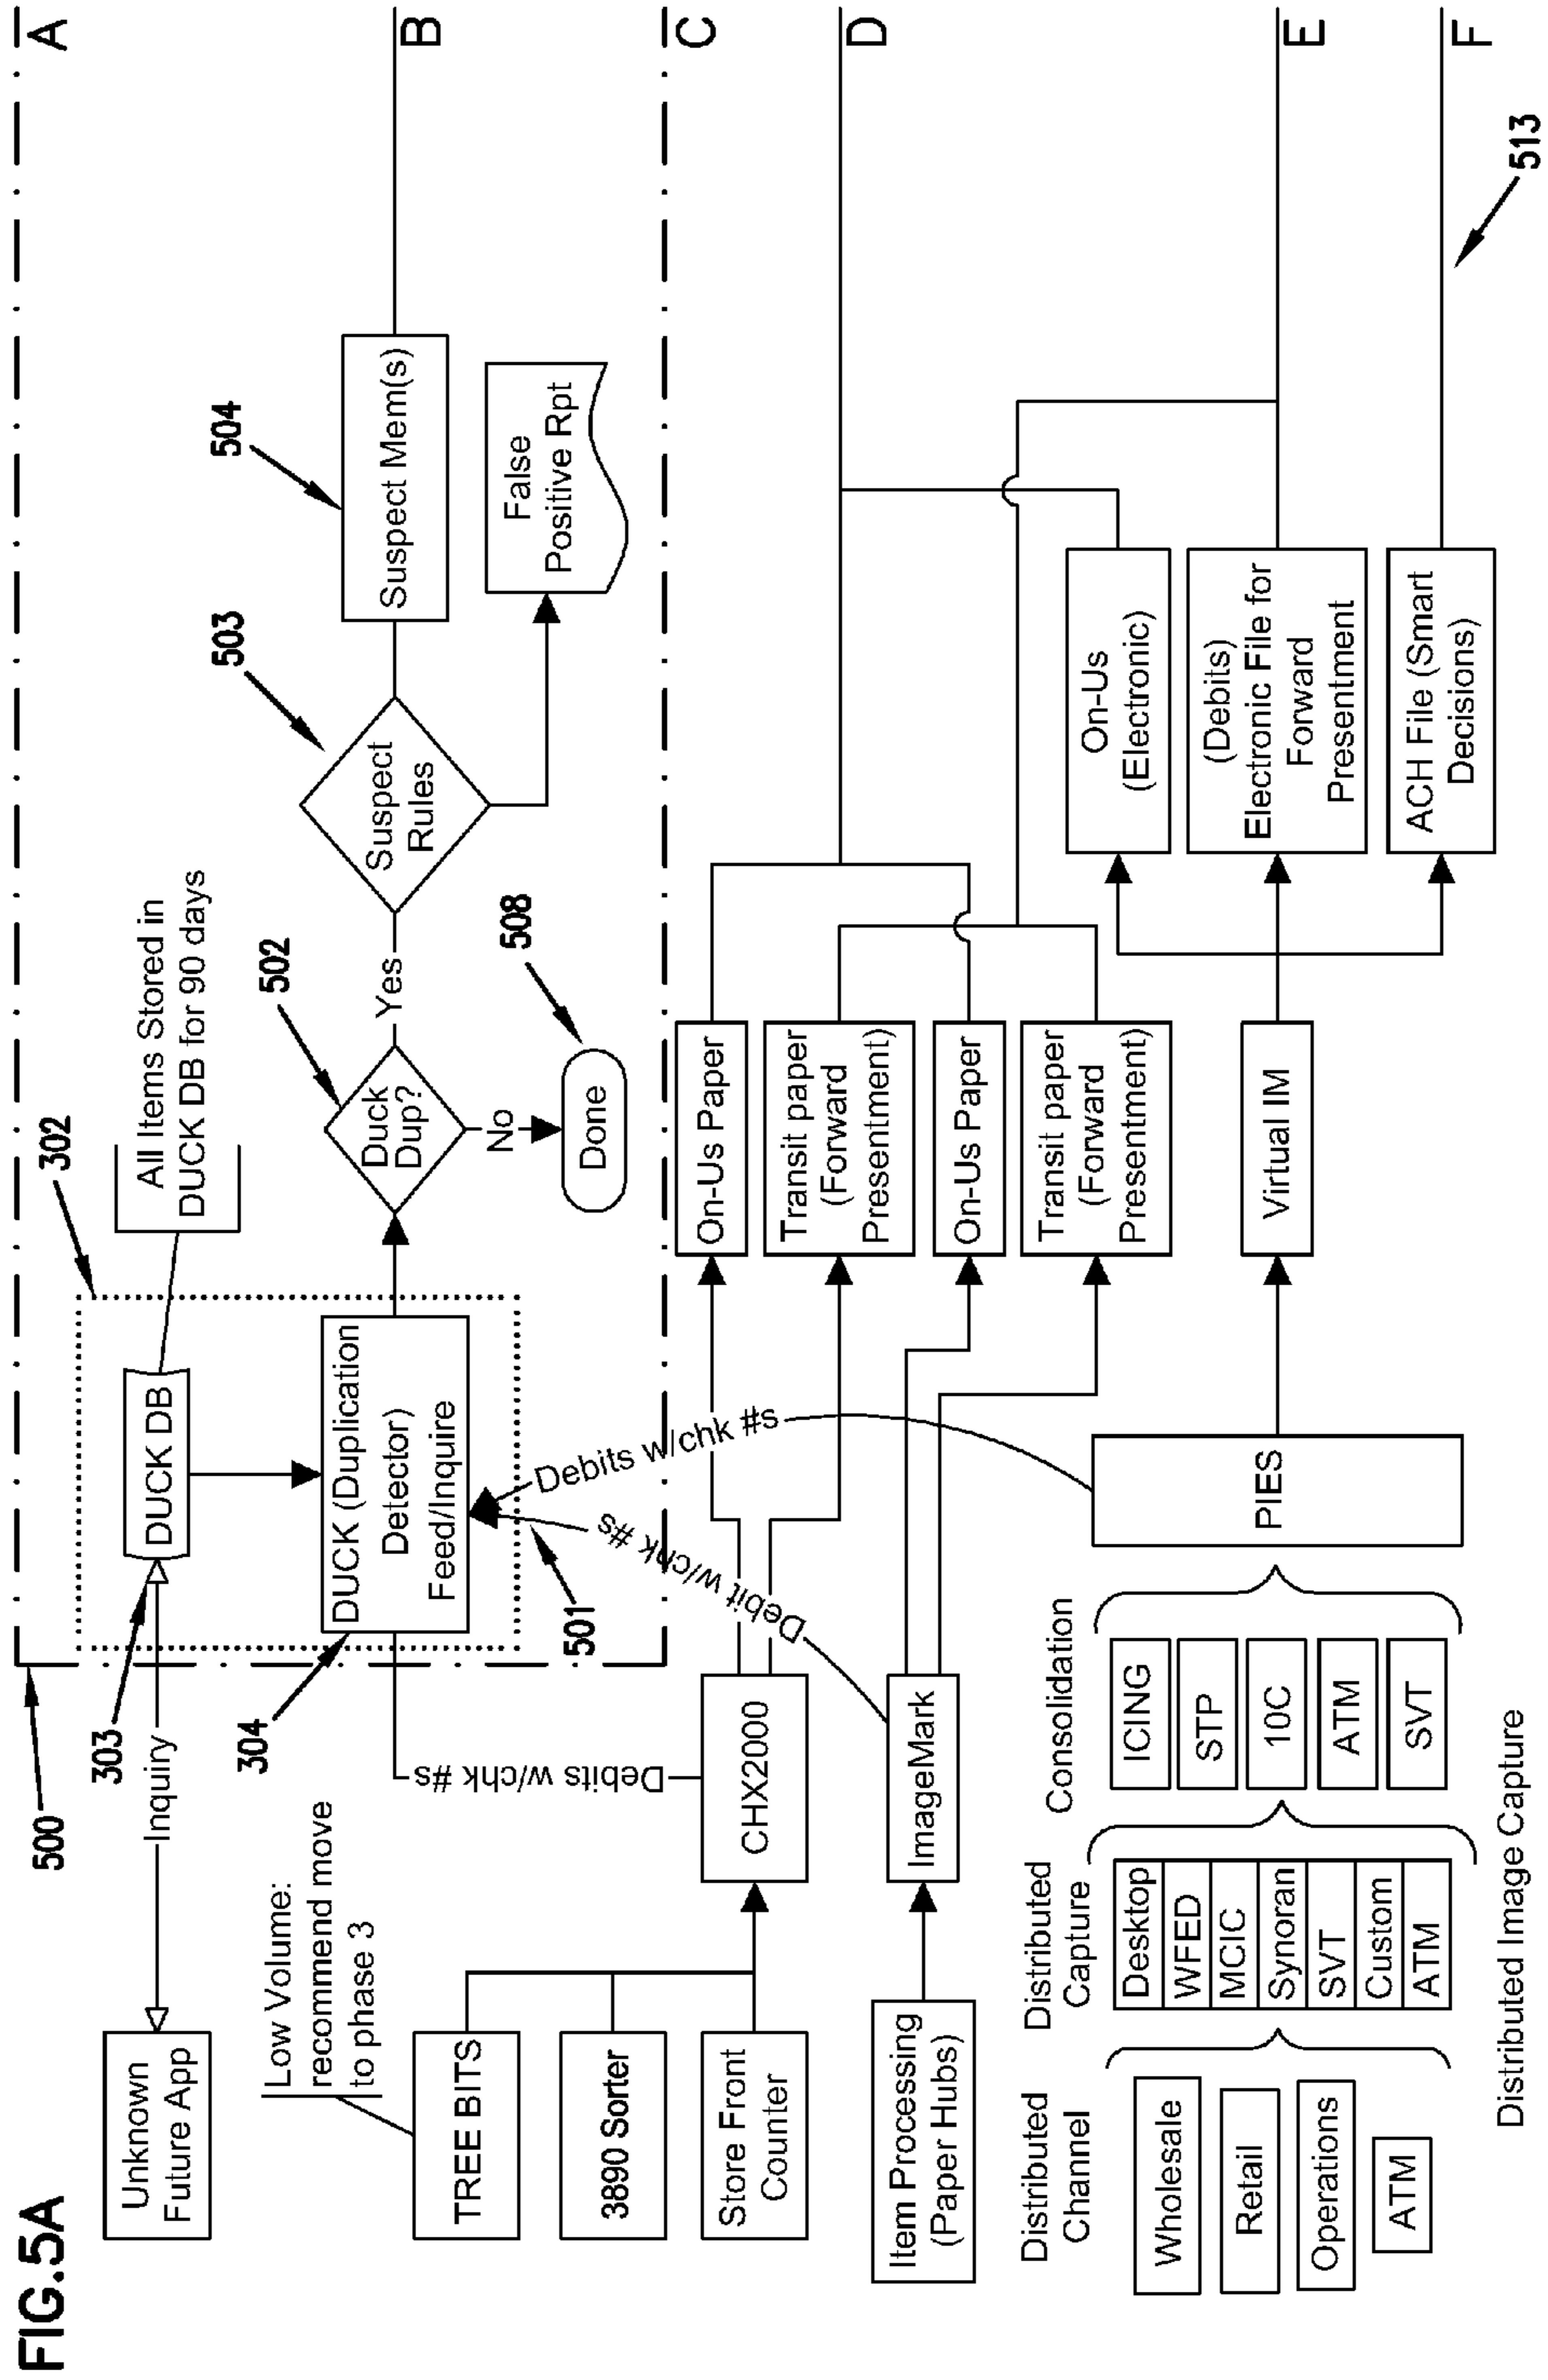 FIG.5A
500
A
Unknown
Future App
Inquiry
303
DUCK DB
302
All Items Stored in
DUCK DB for 90 days
Low Volume:
recommend move
to phase 3
304
DUCK (Duplication
Detector)
Feed/Inquire
501
502
Duck
Dup?
Yes
No
508
Done
503
Suspect
Rules
504
Suspect Mem(s)
False
Positive Rpt
B
TREE BITS
3890 Sorter
Store Front
Counter
Debits w/chk #s
CHX2000
Debit w/chk #s
Debits w/chk #s
C
On-Us Paper
Transit paper
(Forward
Presentment)
On-Us Paper
Transit paper
(Forward
Presentment)
D
Item Processing
(Paper Hubs)
ImageMark
Distributed
Channel
Wholesale
Retail
Operations
ATM
Distributed
Capture
Desktop
WFED
MCIC
Synoran
SVT
Custom
ATM
Consolidation
ICING
STP
10C
ATM
SVT
PIES
Virtual IM
On-Us
(Electronic)
(Debits)
Electronic File for
Forward
Presentment
ACH File (Smart
Decisions)
E
F
513
Distributed Image Capture